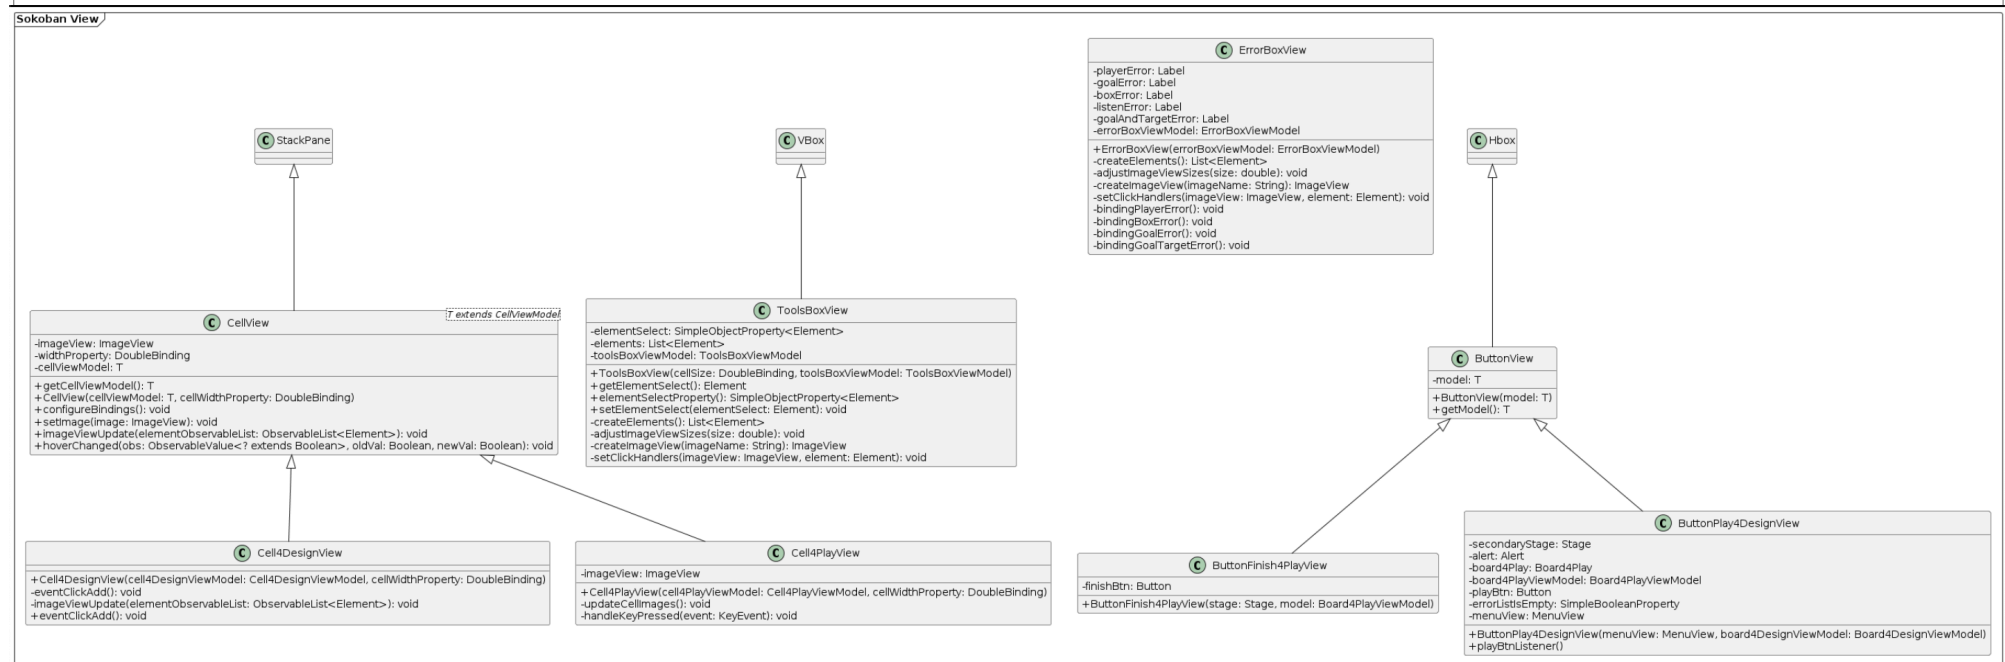 Sokoban View
C ErrorBoxView
-playerError: Label
-goalError: Label
-boxError: Label
-listenError: Label
-goalAndTargetError: Label
-errorBoxViewModel: ErrorBoxViewModel
+ErrorBoxView(errorBoxViewModel: ErrorBoxViewModel)
-createElements(): List<Element>
-adjustImageViewSizes(size: double): void
-createImageView(imageName: String): ImageView
-setClickHandlers(imageView: ImageView, element: Element): void
-bindingPlayerError(): void
-bindingBoxError(): void
-bindingGoalError(): void
-bindingGoalTargetError(): void
C StackPane
C VBox
C Hbox
C CellView
T extends CellViewModel
-imageView: ImageView
-widthProperty: DoubleBinding
-cellViewModel: T
+getCellViewModel(): T
+CellView(cellViewModel: T, cellWidthProperty: DoubleBinding)
+configureBindings(): void
+setImage(image: ImageView): void
+imageViewUpdate(elementObservableList: ObservableList<Element>): void
+hoverChanged(obs: ObservableValue<? extends Boolean>, oldVal: Boolean, newVal: Boolean): void
C ToolsBoxView
-elementSelect: SimpleObjectProperty<Element>
-elements: List<Element>
-toolsBoxViewModel: ToolsBoxViewModel
+ToolsBoxView(cellSize: DoubleBinding, toolsBoxViewModel: ToolsBoxViewModel)
+getElementSelect(): Element
+elementSelectProperty(): SimpleObjectProperty<Element>
+setElementSelect(elementSelect: Element): void
-createElements(): List<Element>
-adjustImageViewSizes(size: double): void
-createImageView(imageName: String): ImageView
-setClickHandlers(imageView: ImageView, element: Element): void
C ButtonView
-model: T
+ButtonView(model: T)
+getModel(): T
C Cell4DesignView
+Cell4DesignView(cell4DesignViewModel: Cell4DesignViewModel, cellWidthProperty: DoubleBinding)
-eventClickAdd(): void
-imageViewUpdate(elementObservableList: ObservableList<Element>): void
+eventClickAdd(): void
C Cell4PlayView
-imageView: ImageView
+Cell4PlayView(cell4PlayViewModel: Cell4PlayViewModel, cellWidthProperty: DoubleBinding)
-updateCellImages(): void
-handleKeyPressed(event: KeyEvent): void
C ButtonFinish4PlayView
-finishBtn: Button
+ButtonFinish4PlayView(stage: Stage, model: Board4PlayViewModel)
C ButtonPlay4DesignView
-secondaryStage: Stage
-alert: Alert
-board4Play: Board4Play
-board4PlayViewModel: Board4PlayViewModel
-playBtn: Button
-errorListIsEmpty: SimpleBooleanProperty
-menuView: MenuView
+ButtonPlay4DesignView(menuView: MenuView, board4DesignViewModel: Board4DesignViewModel)
+playBtnListener()